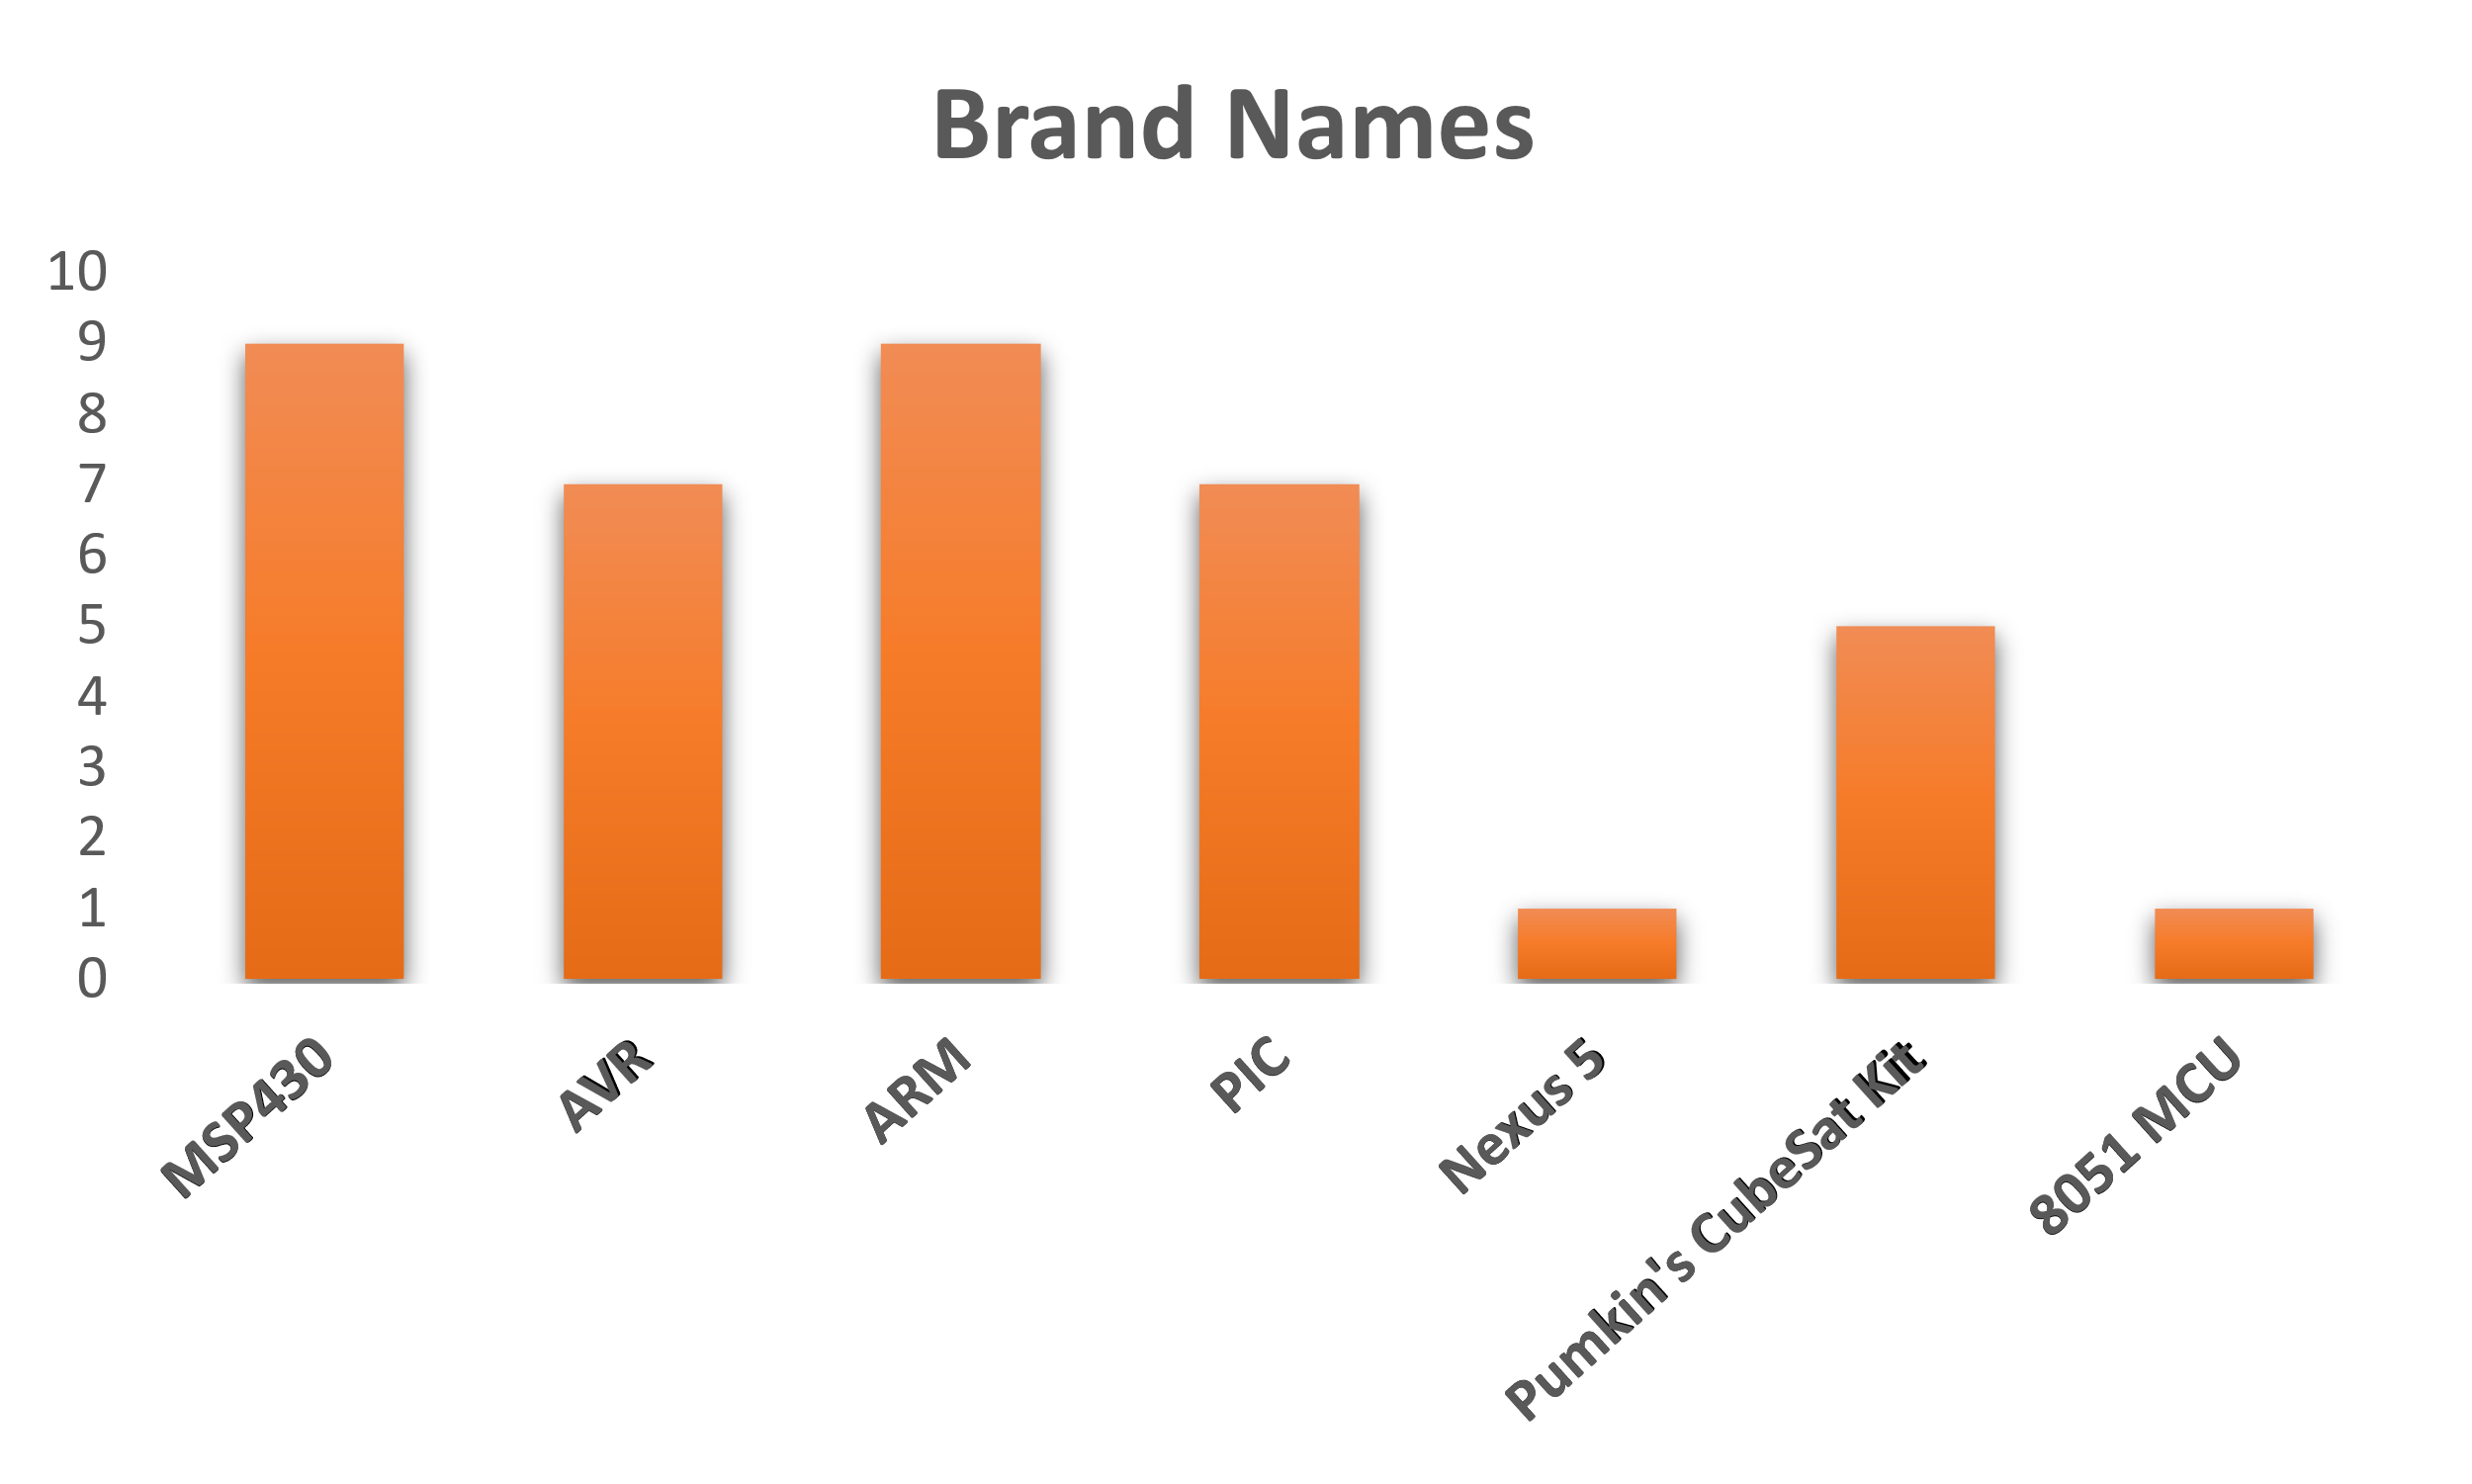 Brand Names
10
9
8
7
6
5
4
3
2
1
0
MSP430
AVR
ARM
PIC
Nexus 5
Pumkin's CubeSat Kit
8051 MCU